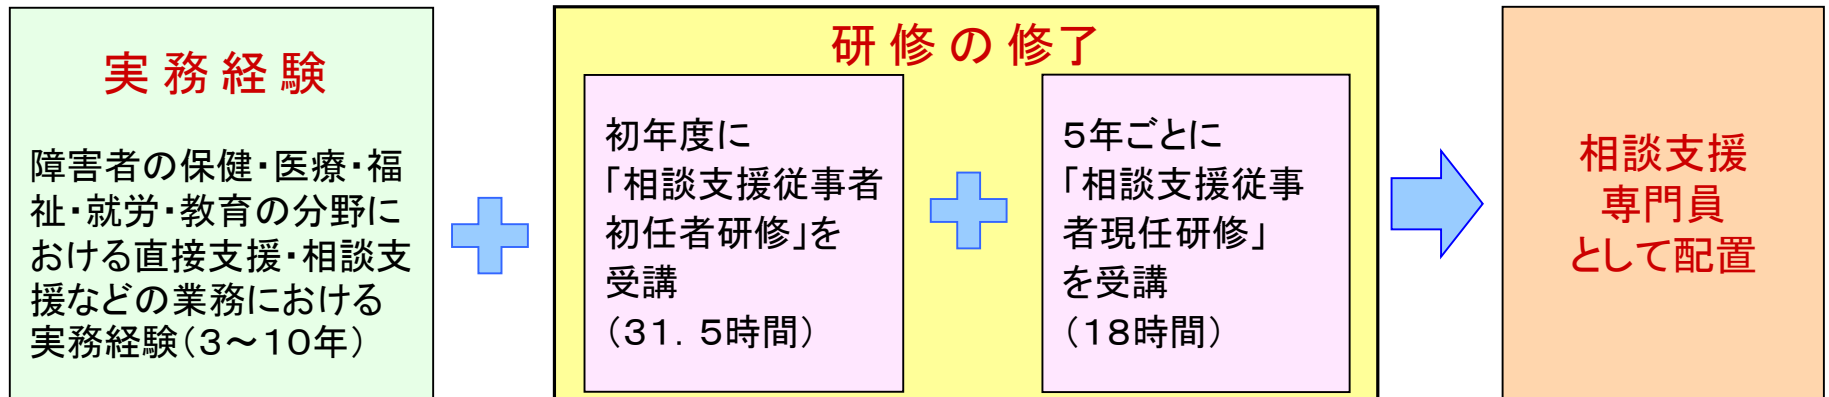 実務経験
障害者の保健・医療・福
祉・就労・教育の分野に
おける直接支援・相談支
援などの業務における
実務経験（３～１０年）
研修の修了
初年度に
「相談支援従事者
初任者研修」を
受講
（３１．５時間）
５年ごとに
「相談支援従事
者現任研修」
を受講
（１８時間）
相談支援
専門員
として配置